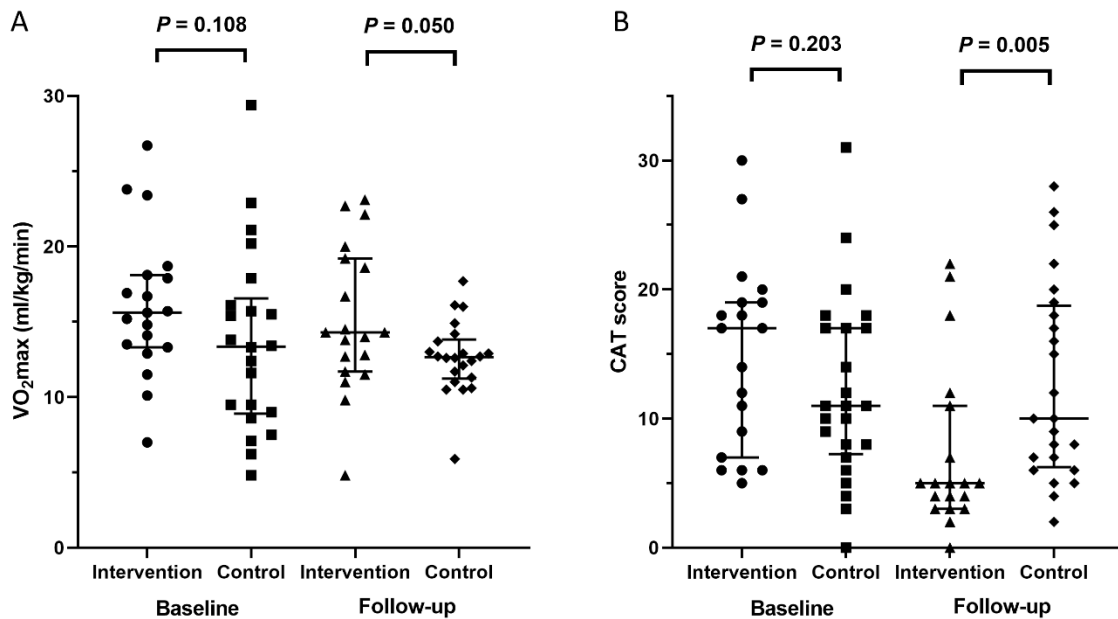 A
P = 0.108
P = 0.050
30
20
10
0
VO₂max (ml/kg/min)
Intervention Control Intervention Control
Baseline Follow-up
B
P = 0.203
P = 0.005
30
20
10
0
CAT score
Intervention Control Intervention Control
Baseline Follow-up